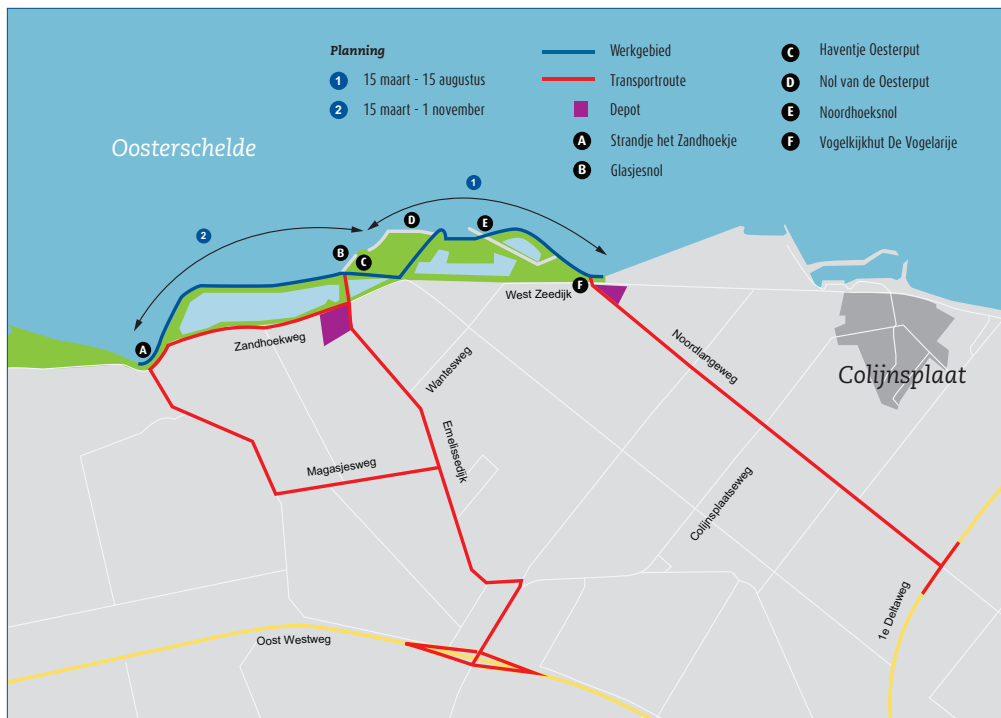 Planning
1 15 maart - 15 augustus
2 15 maart - 1 november
Werkgebied
Transportroute
Depot
A Strandje het Zandhoekje
B Glasjesnol
C Haventje Oesterput
D Nol van de Oesterput
E Noordhoeksnol
F Vogelkijkhut De Vogelarije
Oosterschelde
1
2
D
E
B
C
F
A
West Zeedijk
Zandhoekweg
Wantesweg
Noordlangeweg
Colijnsplaat
Emelissedijk
Magasjesweg
Colijnsplaatseweg
1e Deltaweg
Oost Westweg